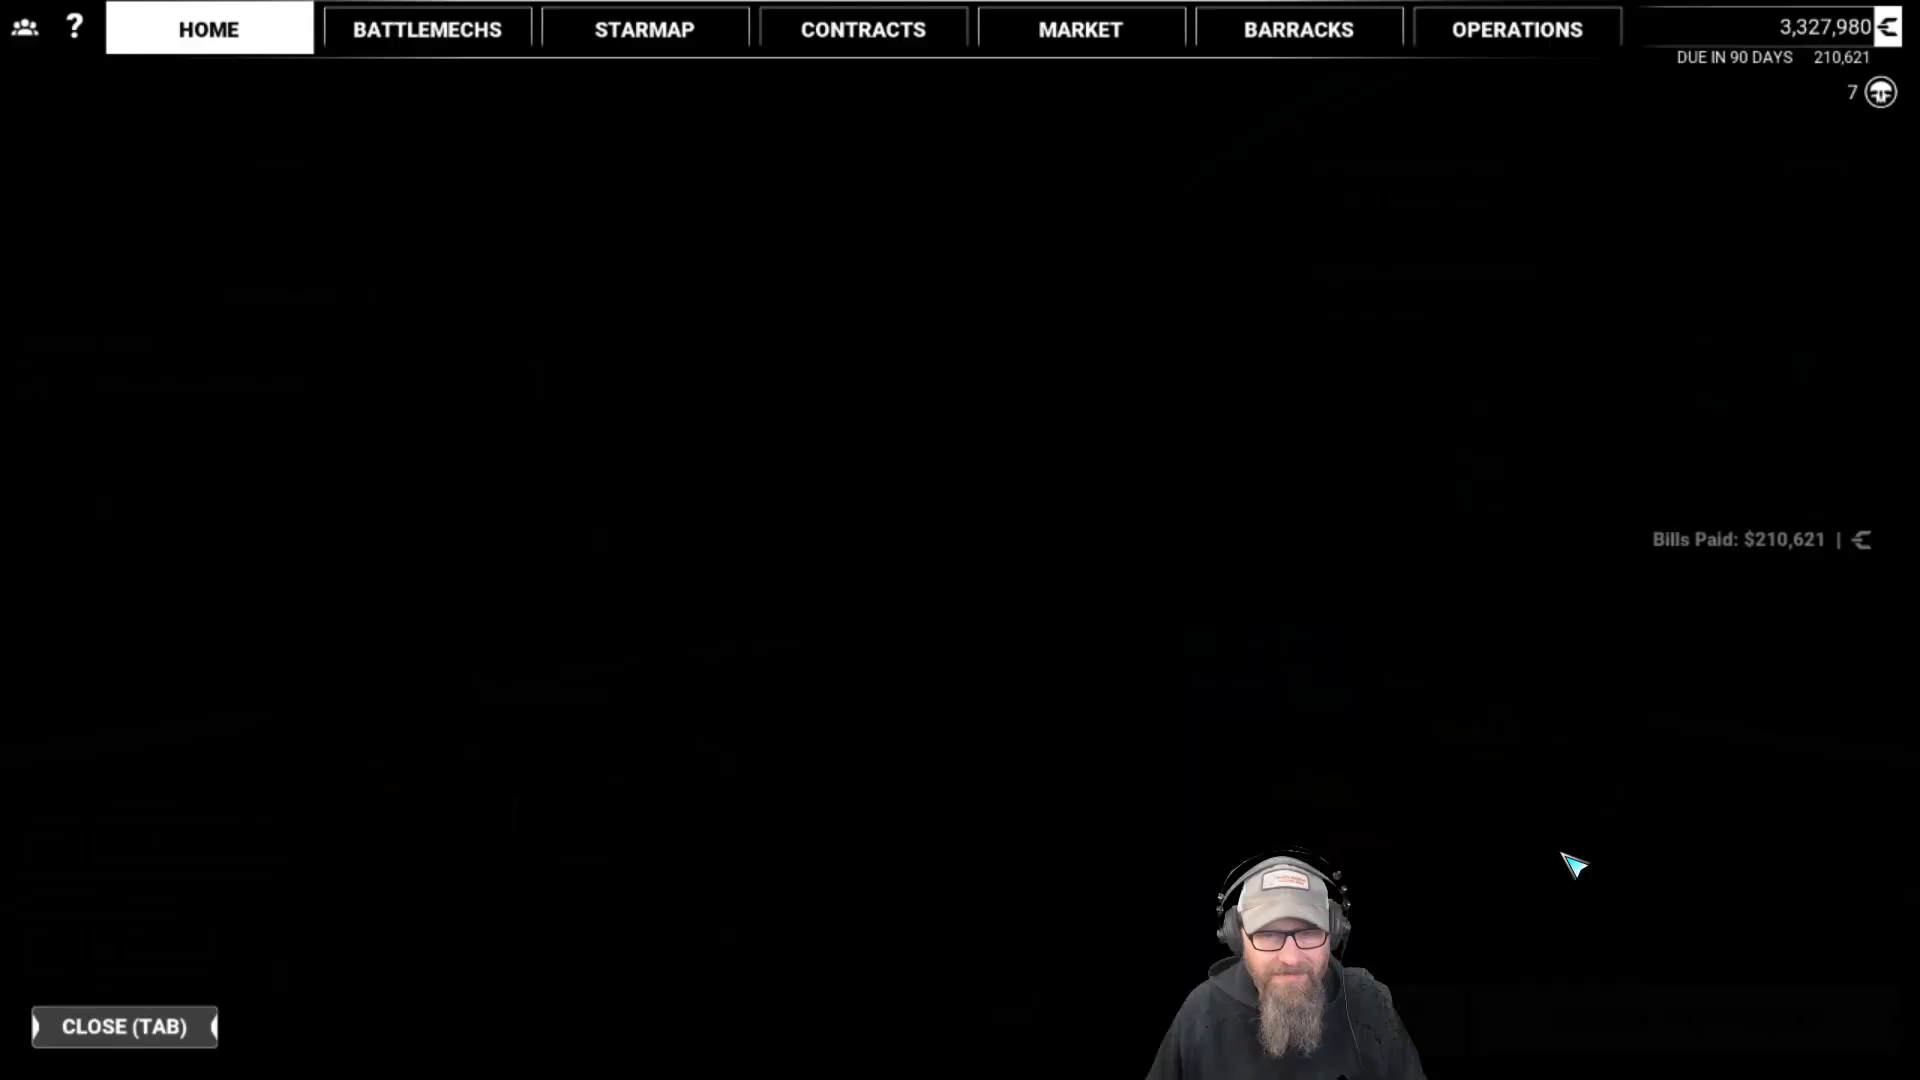 ?
HOME
BATTLEMECHS
STARMAP
CONTRACTS
MARKET
BARRACKS
OPERATIONS
3,327,980
DUE IN 90 DAYS 210,621
7
Bills Paid: $210,621 |
CLOSE (TAB)